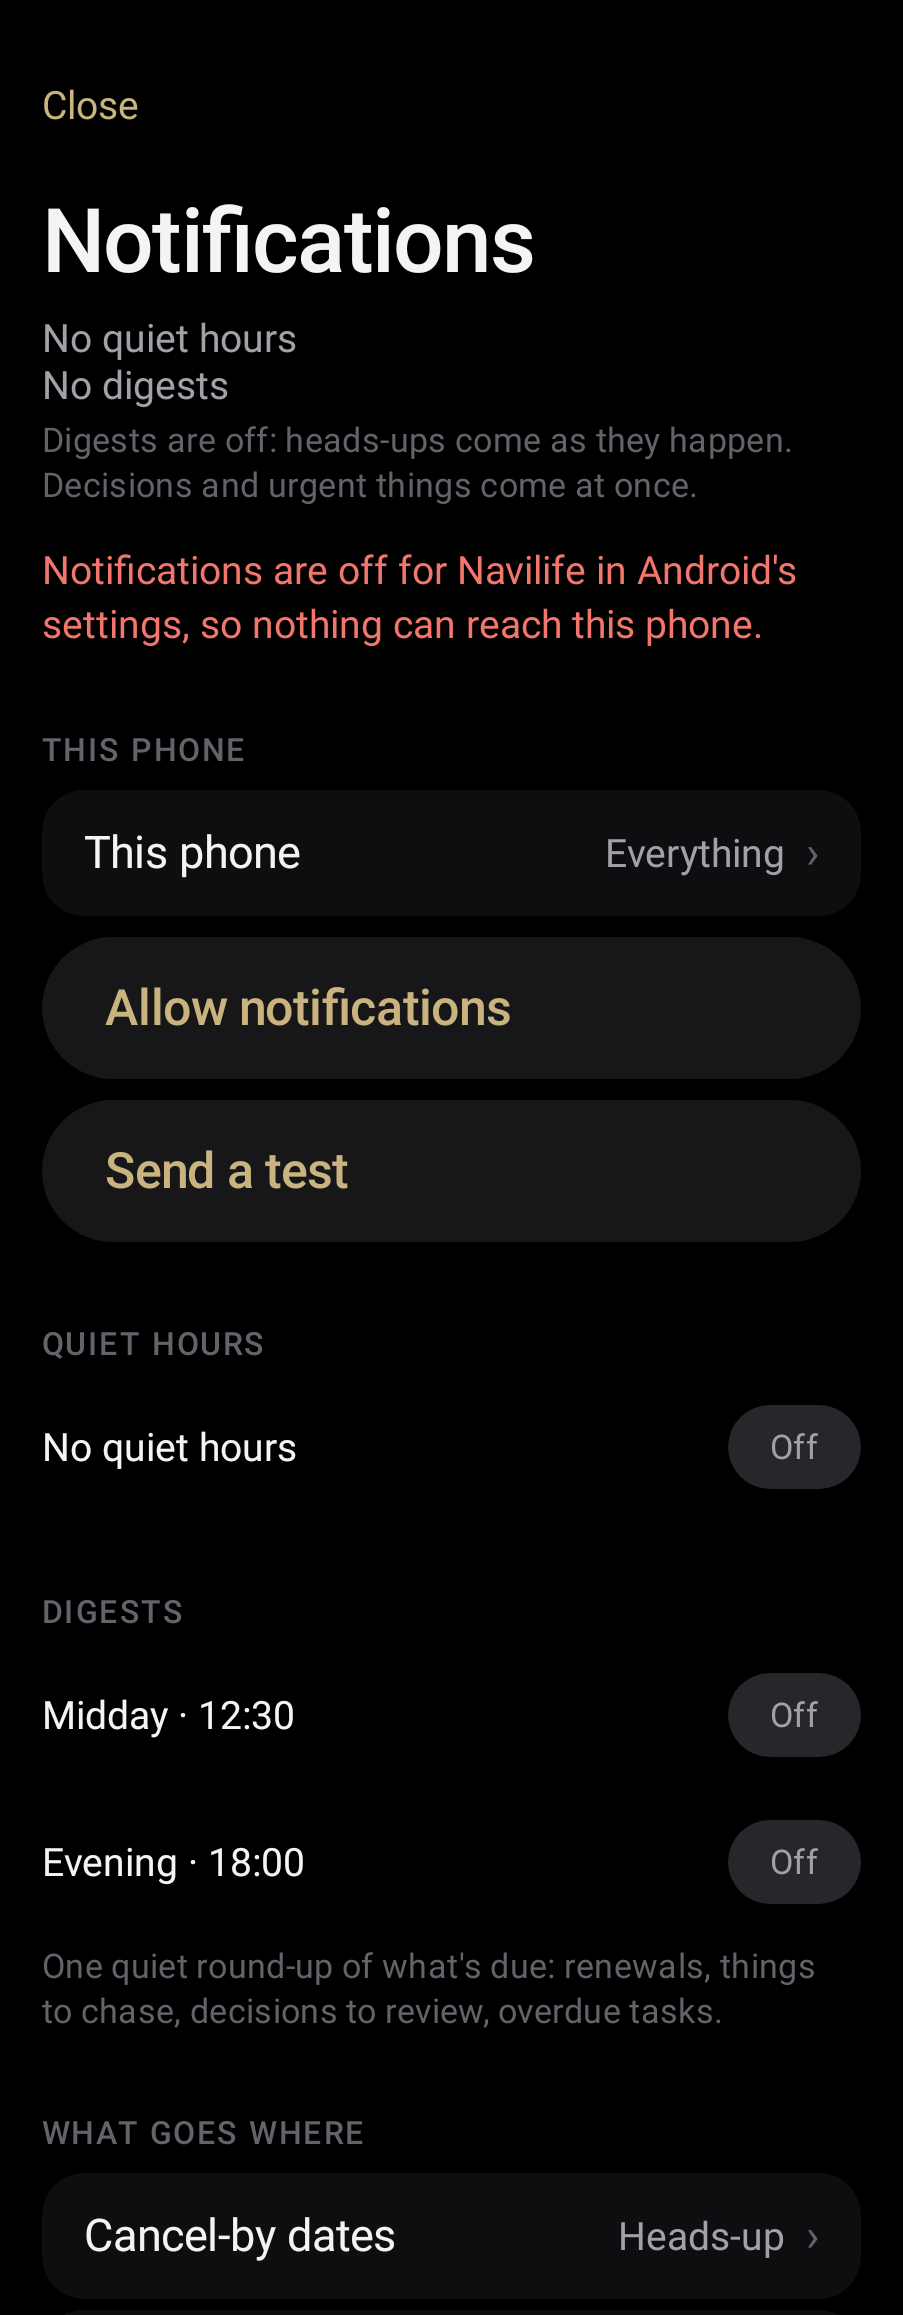 Close
Notifications
No quiet hours
No digests
Digests are off: heads-ups come as they happen.
Decisions and urgent things come at once.
Notifications are off for Navilife in Android's
settings, so nothing can reach this phone.
THIS PHONE
This phone Everything ›
Allow notifications
Send a test
QUIET HOURS
No quiet hours Off
DIGESTS
Midday · 12:30 Off
Evening · 18:00 Off
One quiet round-up of what's due: renewals, things
to chase, decisions to review, overdue tasks.
WHAT GOES WHERE
Cancel-by dates Heads-up ›